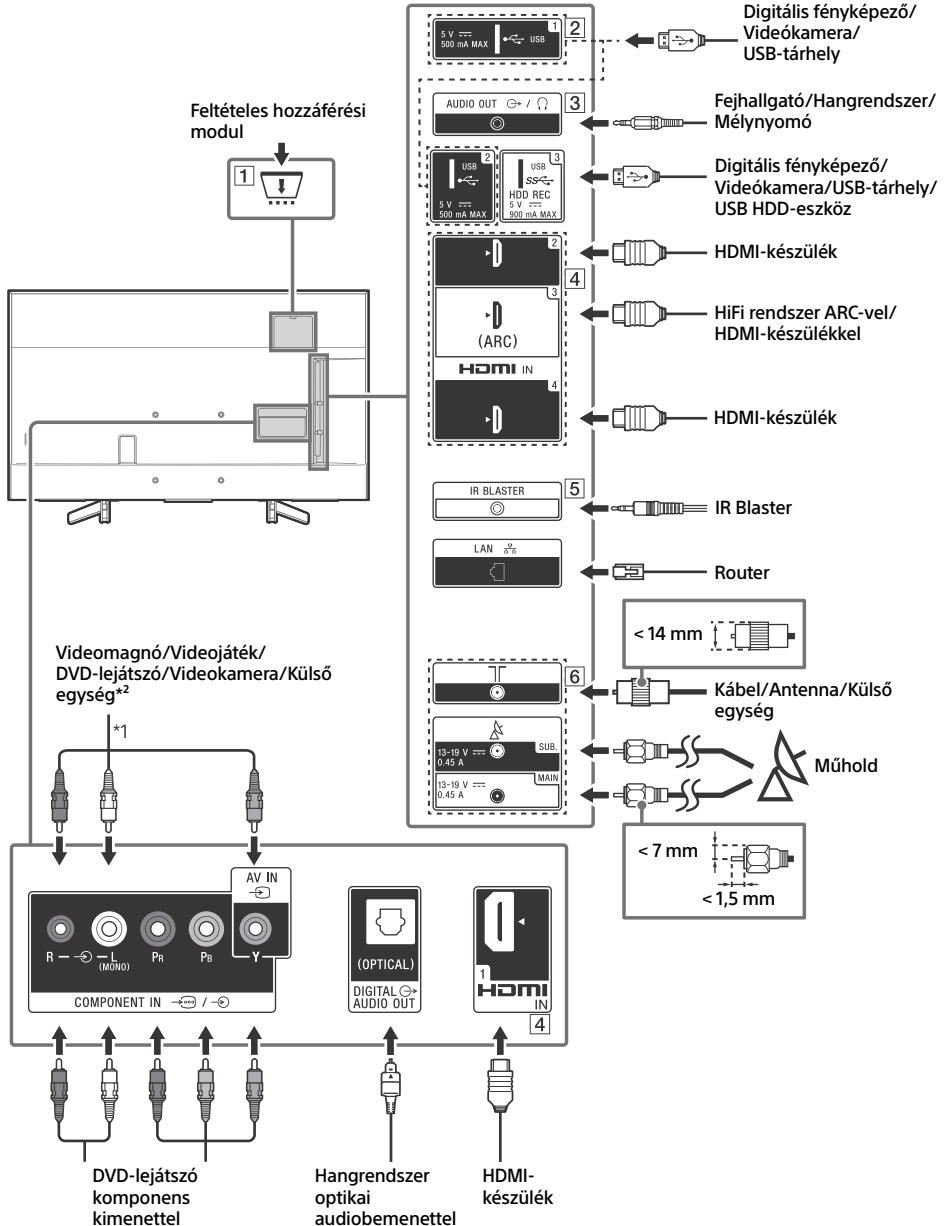 Digitális fényképező/
Videókamera/
USB-tárhely
5 V
500 mA MAX
USB
1
2
Feltételes hozzáférési
modul
1
AUDIO OUT
/
3
Fejhallgató/Hangrendszer/
Mélynyomó
2
USB
5 V
500 mA MAX
3
USB
SS
HDD REC
5 V
900 mA MAX
Digitális fényképező/
Videókamera/USB-tárhely/
USB HDD-eszköz
2
4
HDMI-készülék
3
(ARC)
HDMI IN
HiFi rendszer ARC-vel/
HDMI-készülékkel
4
HDMI-készülék
IR BLASTER
5
IR Blaster
LAN
Router
< 14 mm
6
Kábel/Antenna/Külső
egység
13-19 V
0.45 A
SUB.
13-19 V
0.45 A
MAIN
Műhold
< 7 mm
< 1,5 mm
Videomagnó/Videojáték/
DVD-lejátszó/Videokamera/Külső
egység*2
*1
AV IN
R – – L
(MONO)
PR
PB
Y
COMPONENT IN /
(OPTICAL)
DIGITAL
AUDIO OUT
1
HDMI
IN
4
DVD-lejátszó
komponens
kimenettel
Hangrendszer
optikai
audiobemenettel
HDMI-
készülék